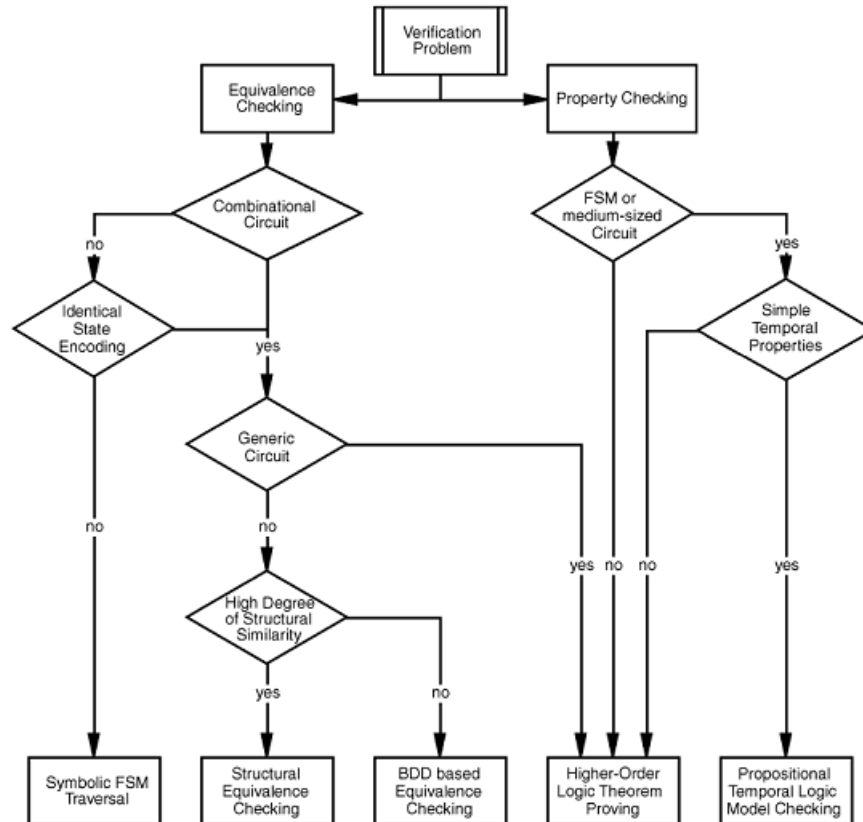 Verification
Problem
Equivalence
Checking
Property Checking
Combinational
Circuit
FSM or
medium-sized
Circuit
no
yes
Identical
State
Encoding
Simple
Temporal
Properties
yes
Generic
Circuit
no
no
yes
no
no
yes
High Degree
of Structural
Similarity
yes
no
Symbolic FSM
Traversal
Structural
Equivalence
Checking
BDD based
Equivalence
Checking
Higher-Order
Logic Theorem
Proving
Propositional
Temporal Logic
Model Checking